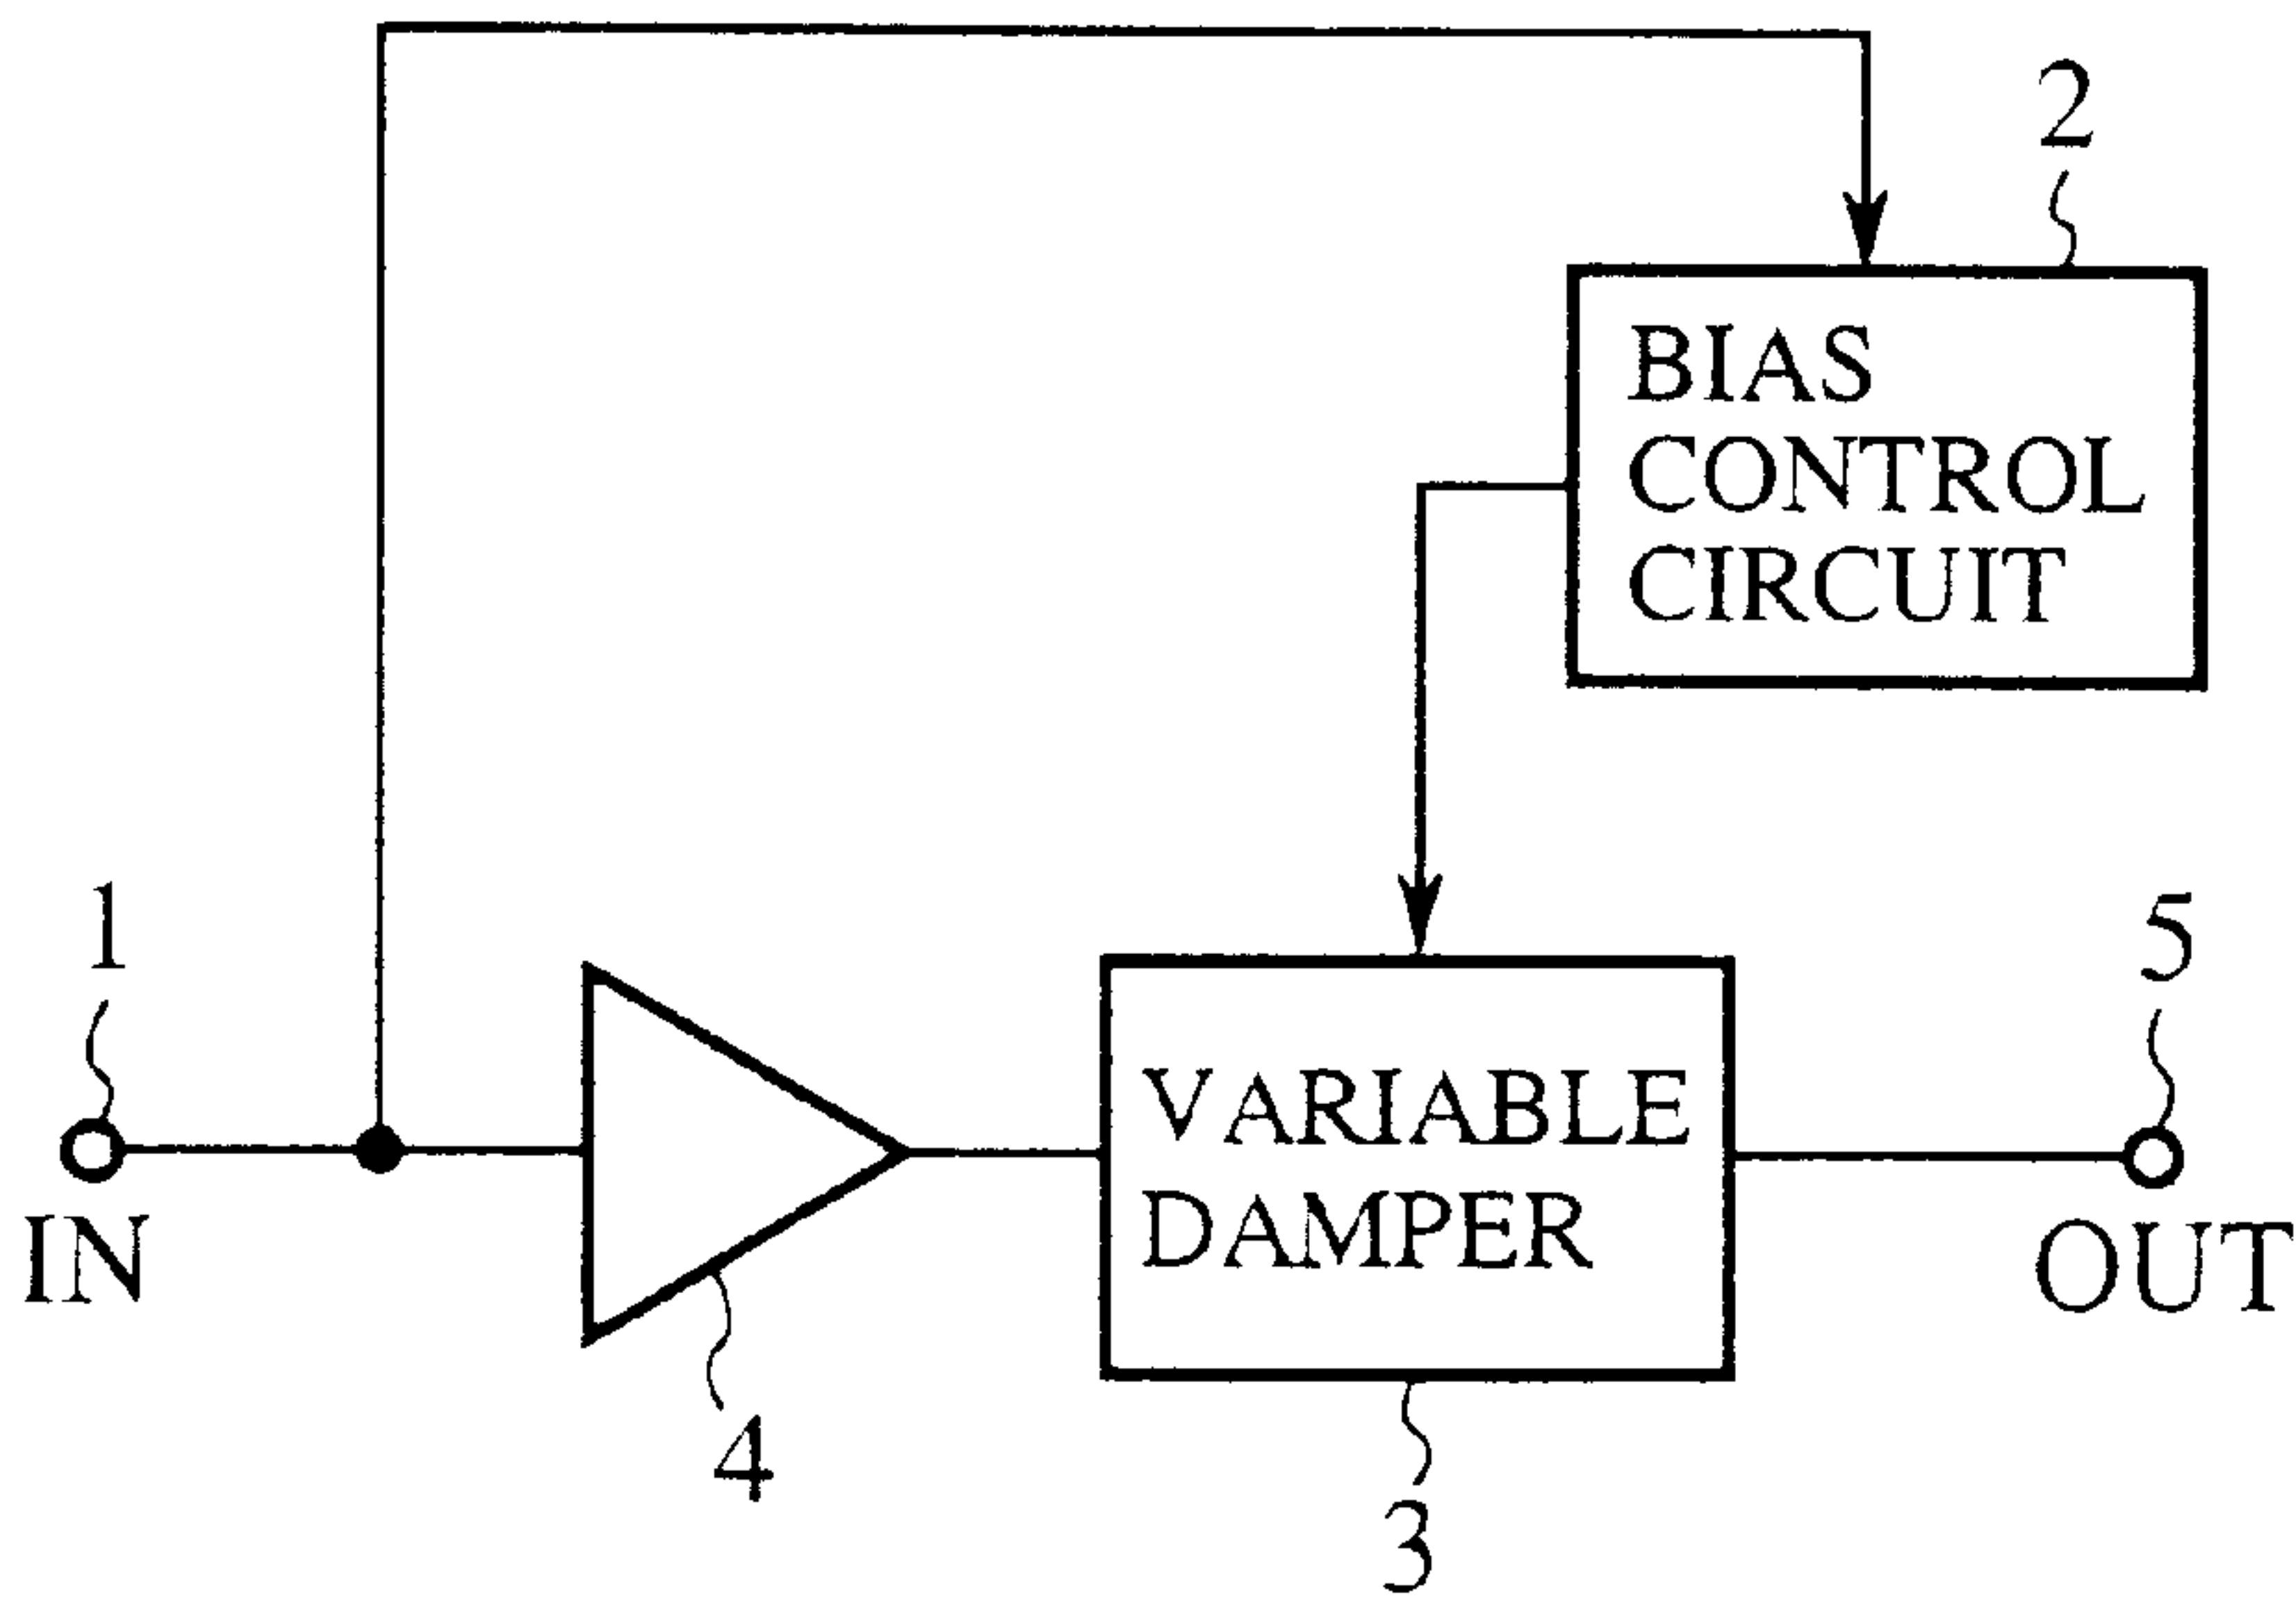 2
BIAS
CONTROL
CIRCUIT
1
5
VARIABLE
DAMPER
IN
OUT
4
3